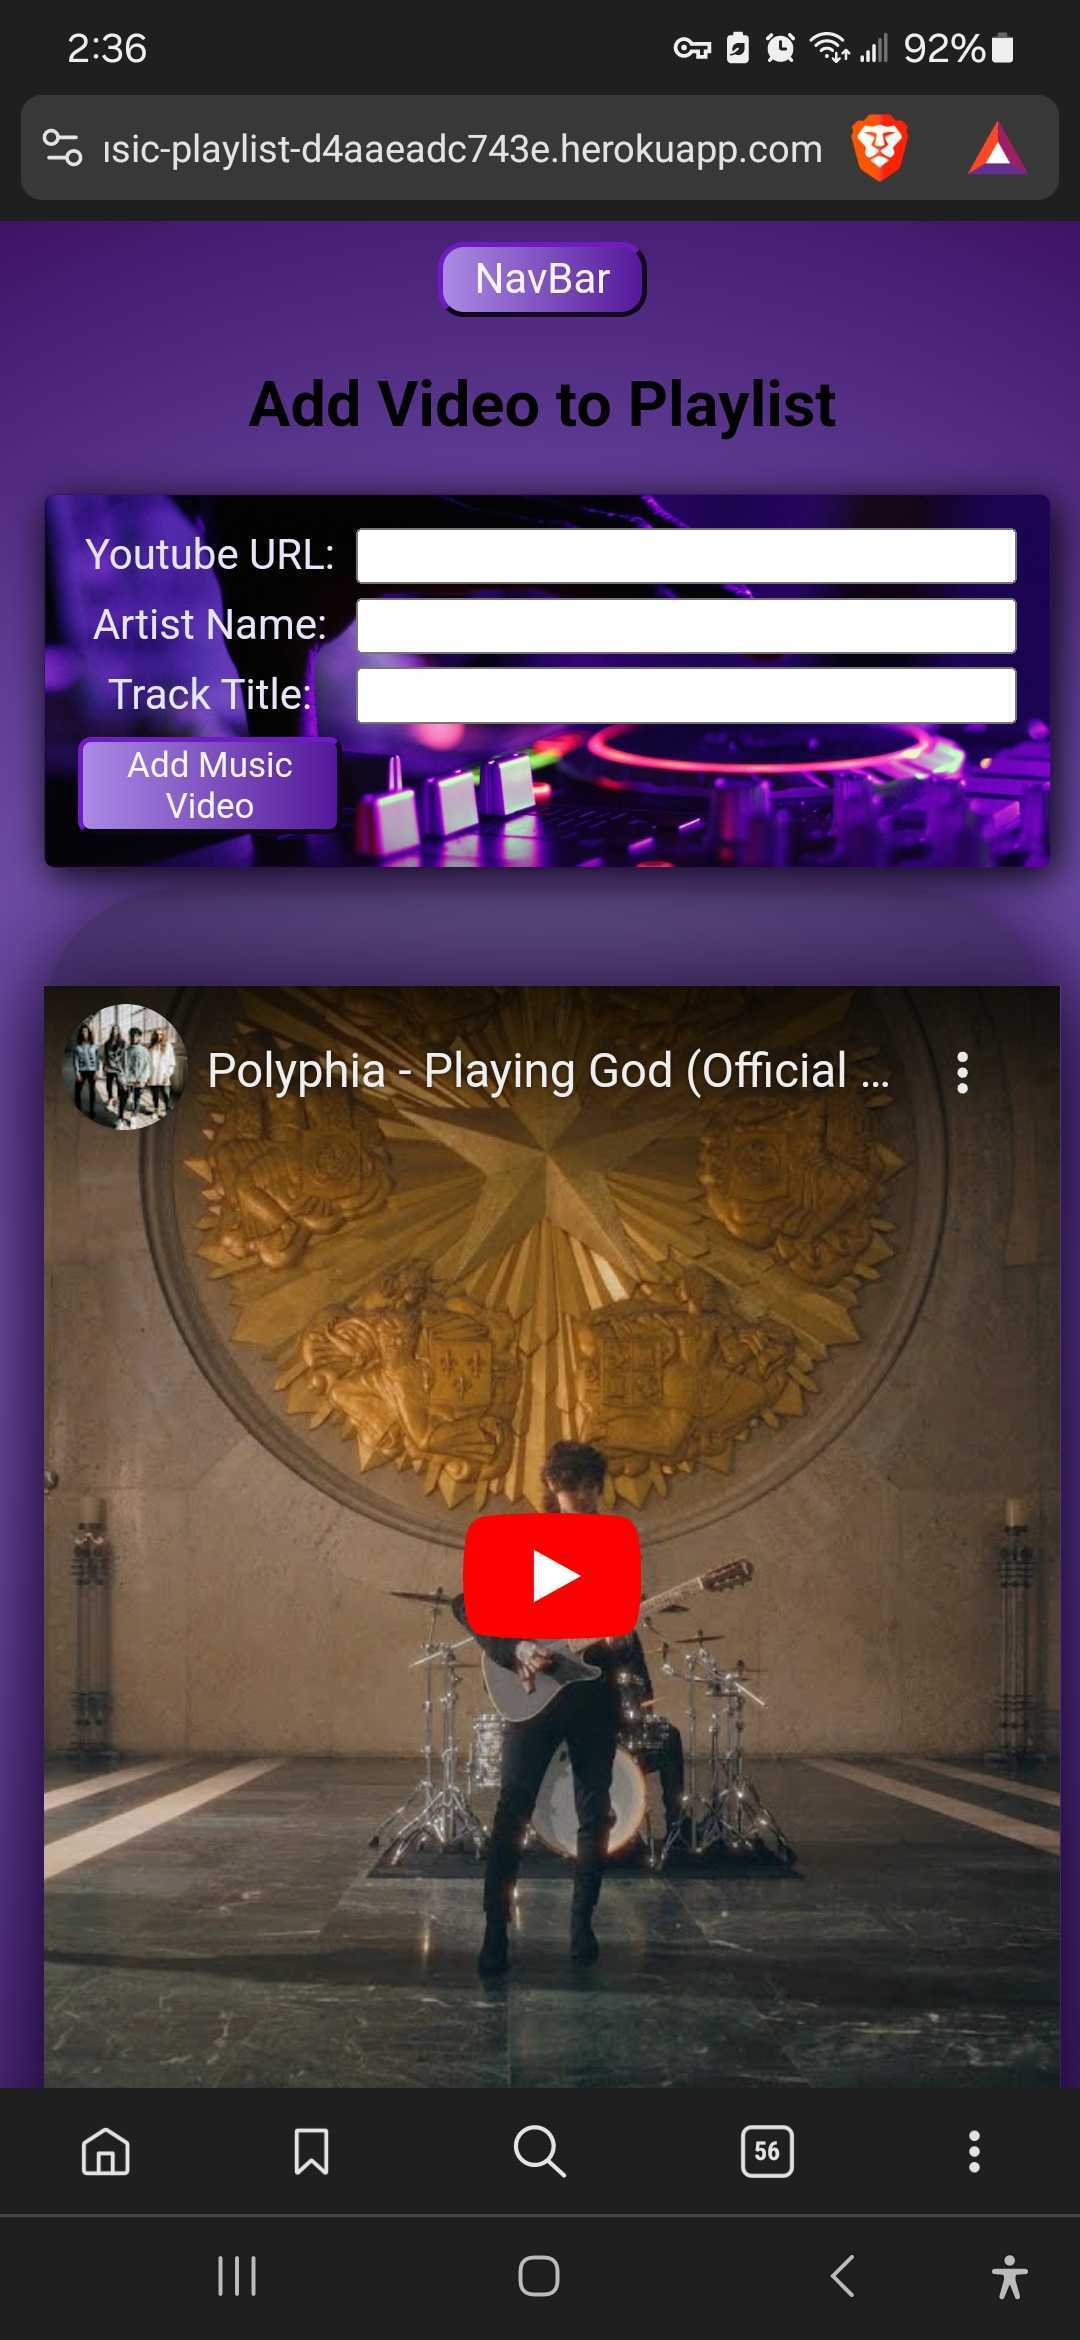 2:36
92%
usic-playlist-d4aaeadc743e.herokuapp.com
NavBar
Add Video to Playlist
Youtube URL:
Artist Name:
Track Title:
Add Music
Video
Polyphia - Playing God (Official ...
56